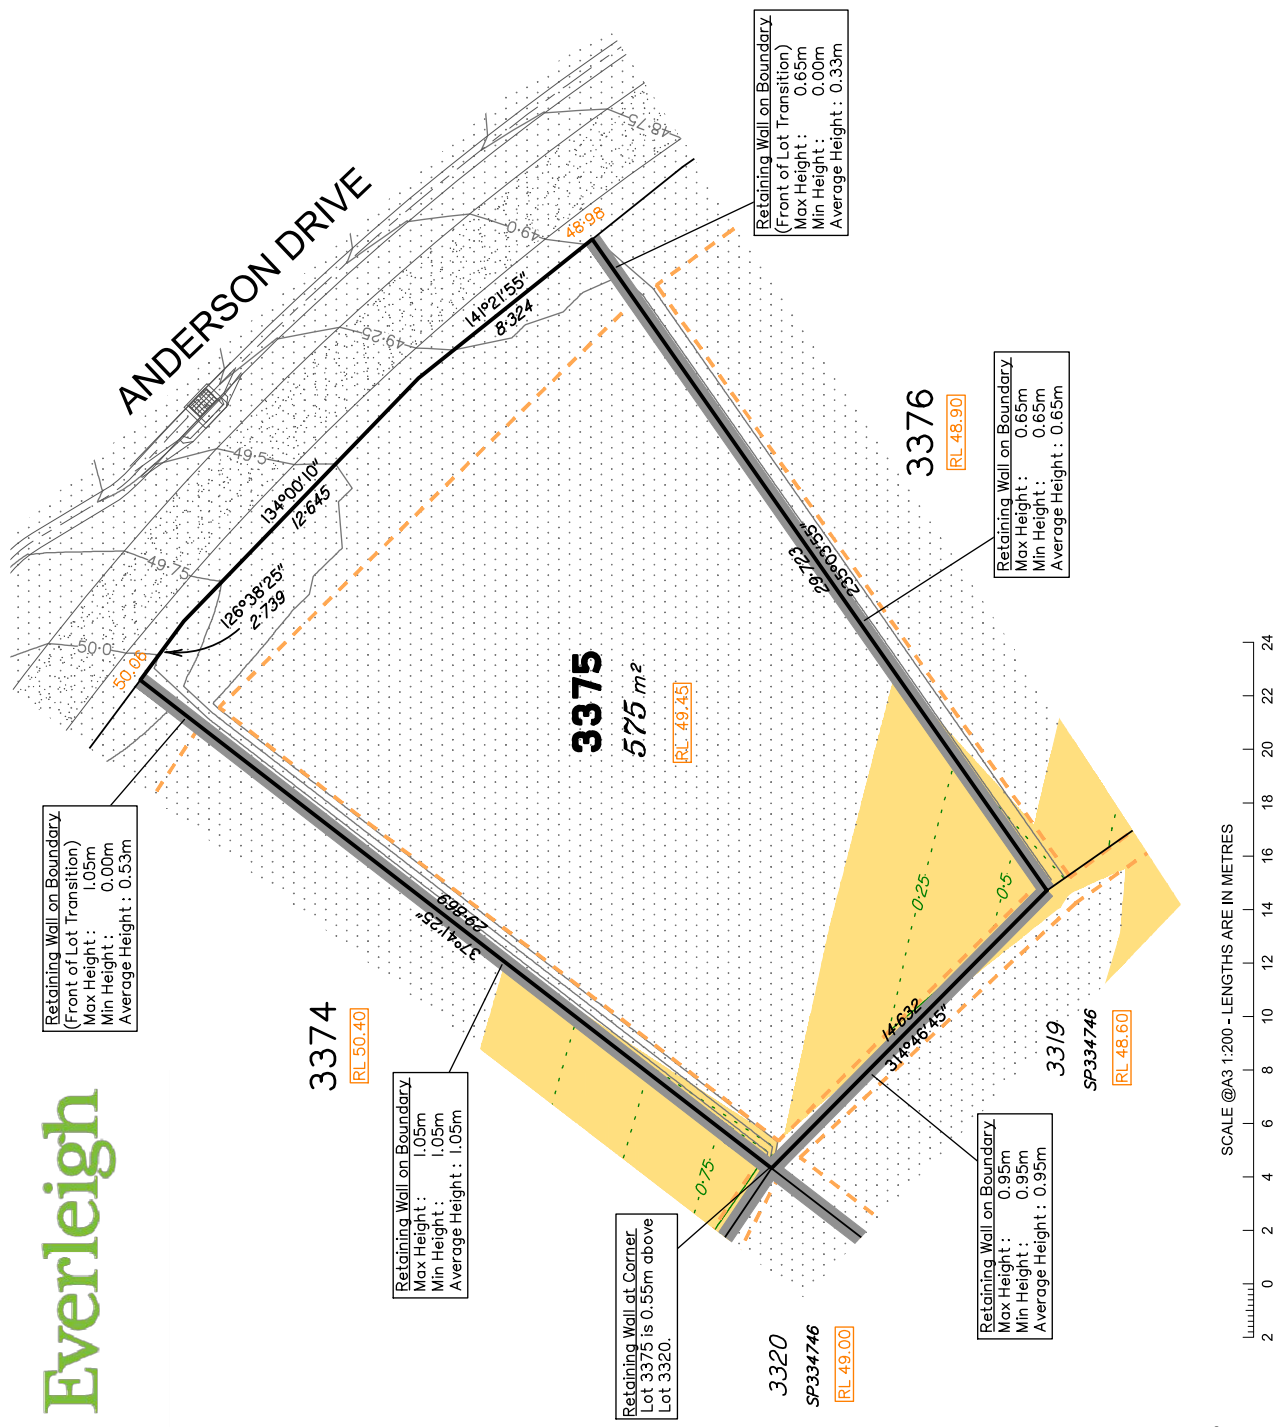 Everleigh
ANDERSON DRIVE
Retaining Wall on Boundary
(Front of Lot Transition)
Max Height : 1.05m
Min Height : 0.00m
Average Height : 0.53m
Retaining Wall on Boundary
(Front of Lot Transition)
Max Height : 0.65m
Min Height : 0.00m
Average Height : 0.33m
50.06
48.98
50.0
49.75
49.5
49.25
49.0
48.75
126°38'25"
2.739
134°00'10"
12.645
141°21'55"
8.324
3374
RL 50.40
37°41'25"
29.869
3375
575 m²
RL 49.45
29.723
235°03'55"
3376
RL 48.90
Retaining Wall on Boundary
Max Height : 1.05m
Min Height : 1.05m
Average Height : 1.05m
Retaining Wall on Boundary
Max Height : 0.65m
Min Height : 0.65m
Average Height : 0.65m
0.75
0.25
0.5
14.632
314°46'45"
Retaining Wall at Corner
Lot 3375 is 0.55m above
Lot 3320.
3320
SP334746
RL 49.00
Retaining Wall on Boundary
Max Height : 0.95m
Min Height : 0.95m
Average Height : 0.95m
3319
SP334746
RL 48.60
SCALE @A3 1:200 - LENGTHS ARE IN METRES
2 0 2 4 6 8 10 12 14 16 18 20 22 24